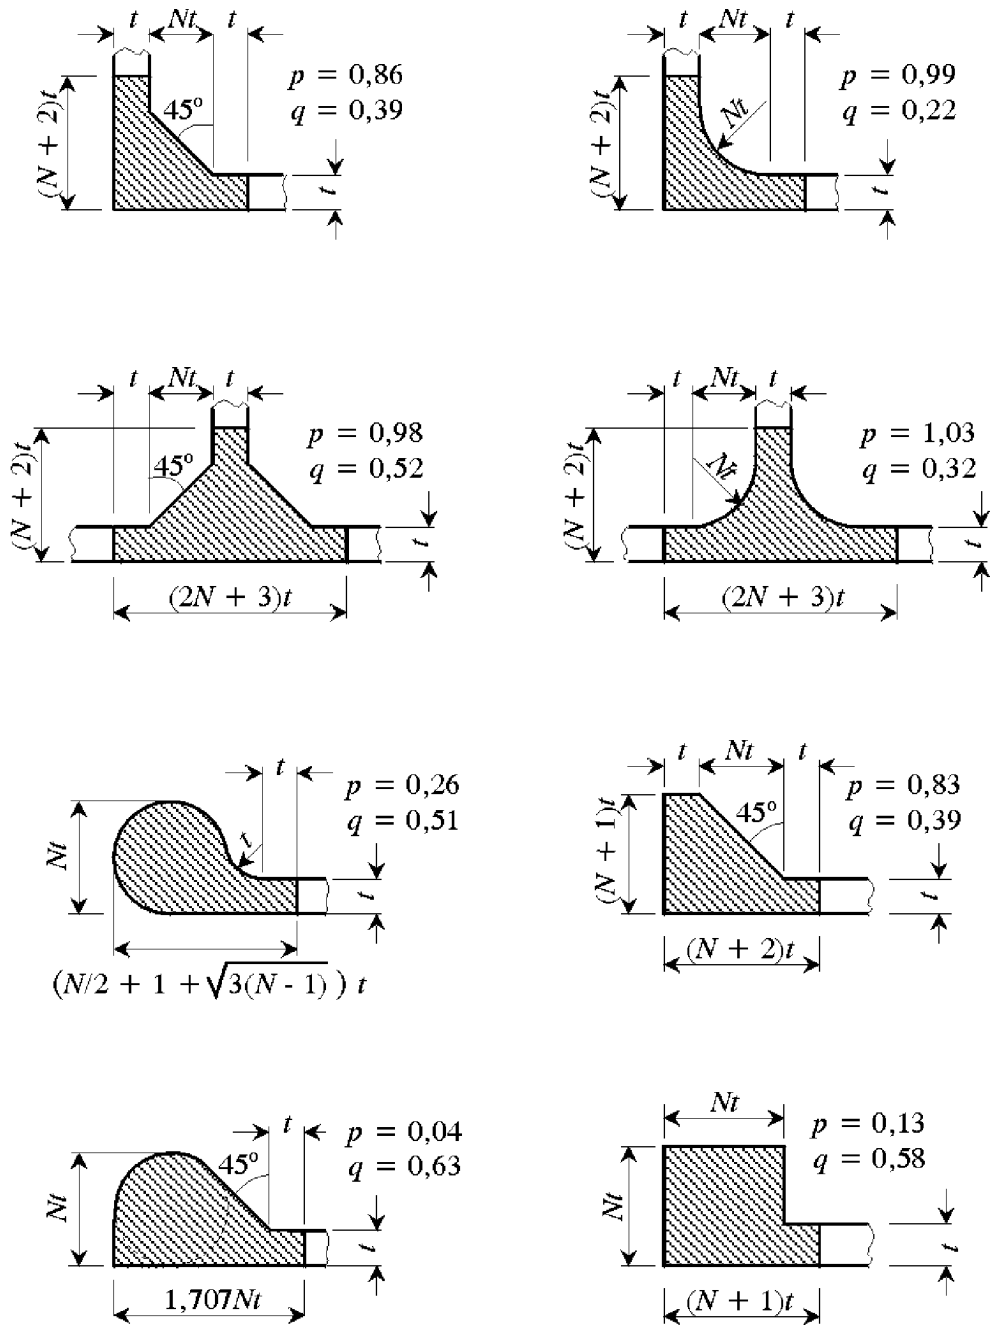 t Nt t
p = 0,86
q = 0,39
45°
(N + 2)t
t
t Nt t
p = 0,99
q = 0,22
Nt
(N + 2)t
t
t Nt t
p = 0,98
q = 0,52
45°
(N + 2)t
t
(2N + 3)t
t Nt t
p = 1,03
q = 0,32
Nt
(N + 2)t
t
(2N + 3)t
t
p = 0,26
q = 0,51
t
Nt
t
(N/2 + 1 + √3(N - 1) ) t
t Nt t
p = 0,83
q = 0,39
45°
(N + 1)t
t
(N + 2)t
t
p = 0,04
q = 0,63
45°
Nt
t
1,707Nt
Nt
p = 0,13
q = 0,58
Nt
t
(N + 1)t